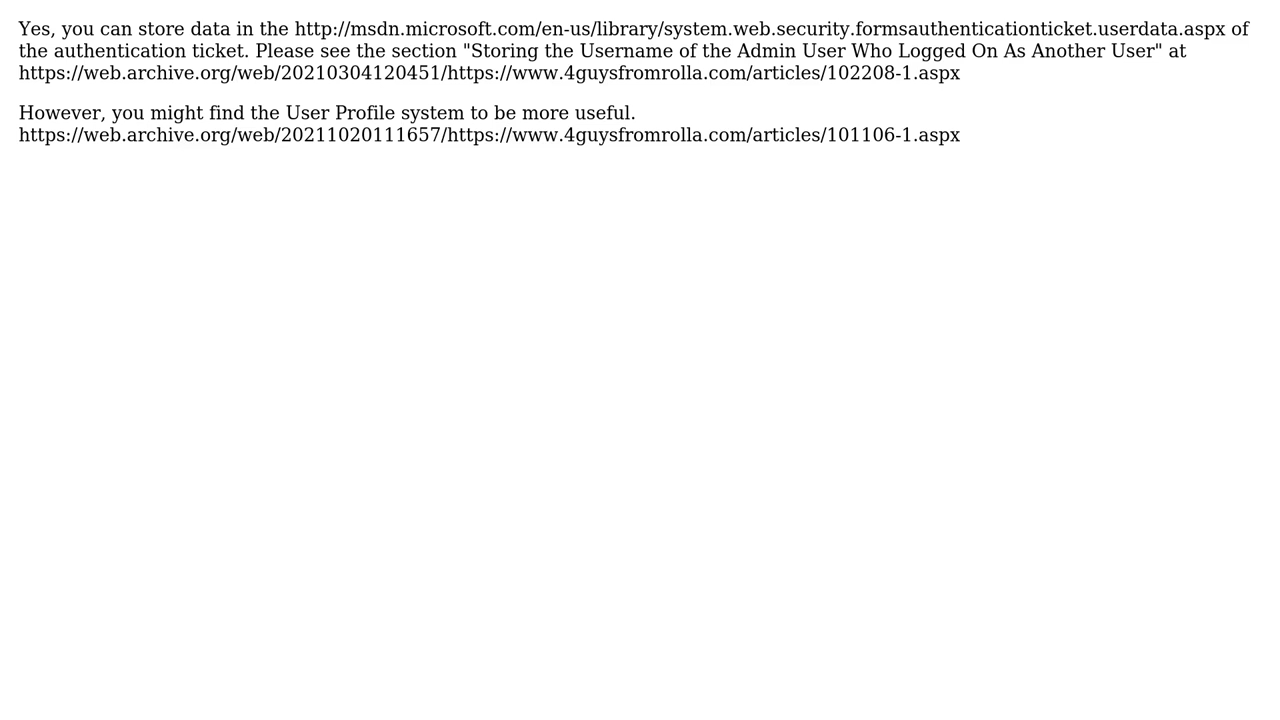 Yes, you can store data in the http://msdn.microsoft.com/en-us/library/system.web.security.formsauthenticationticket.userdata.aspx of
the authentication ticket. Please see the section "Storing the Username of the Admin User Who Logged On As Another User" at
https://web.archive.org/web/20210304120451/https://www.4guysfromrolla.com/articles/102208-1.aspx
However, you might find the User Profile system to be more useful.
https://web.archive.org/web/20211020111657/https://www.4guysfromrolla.com/articles/101106-1.aspx